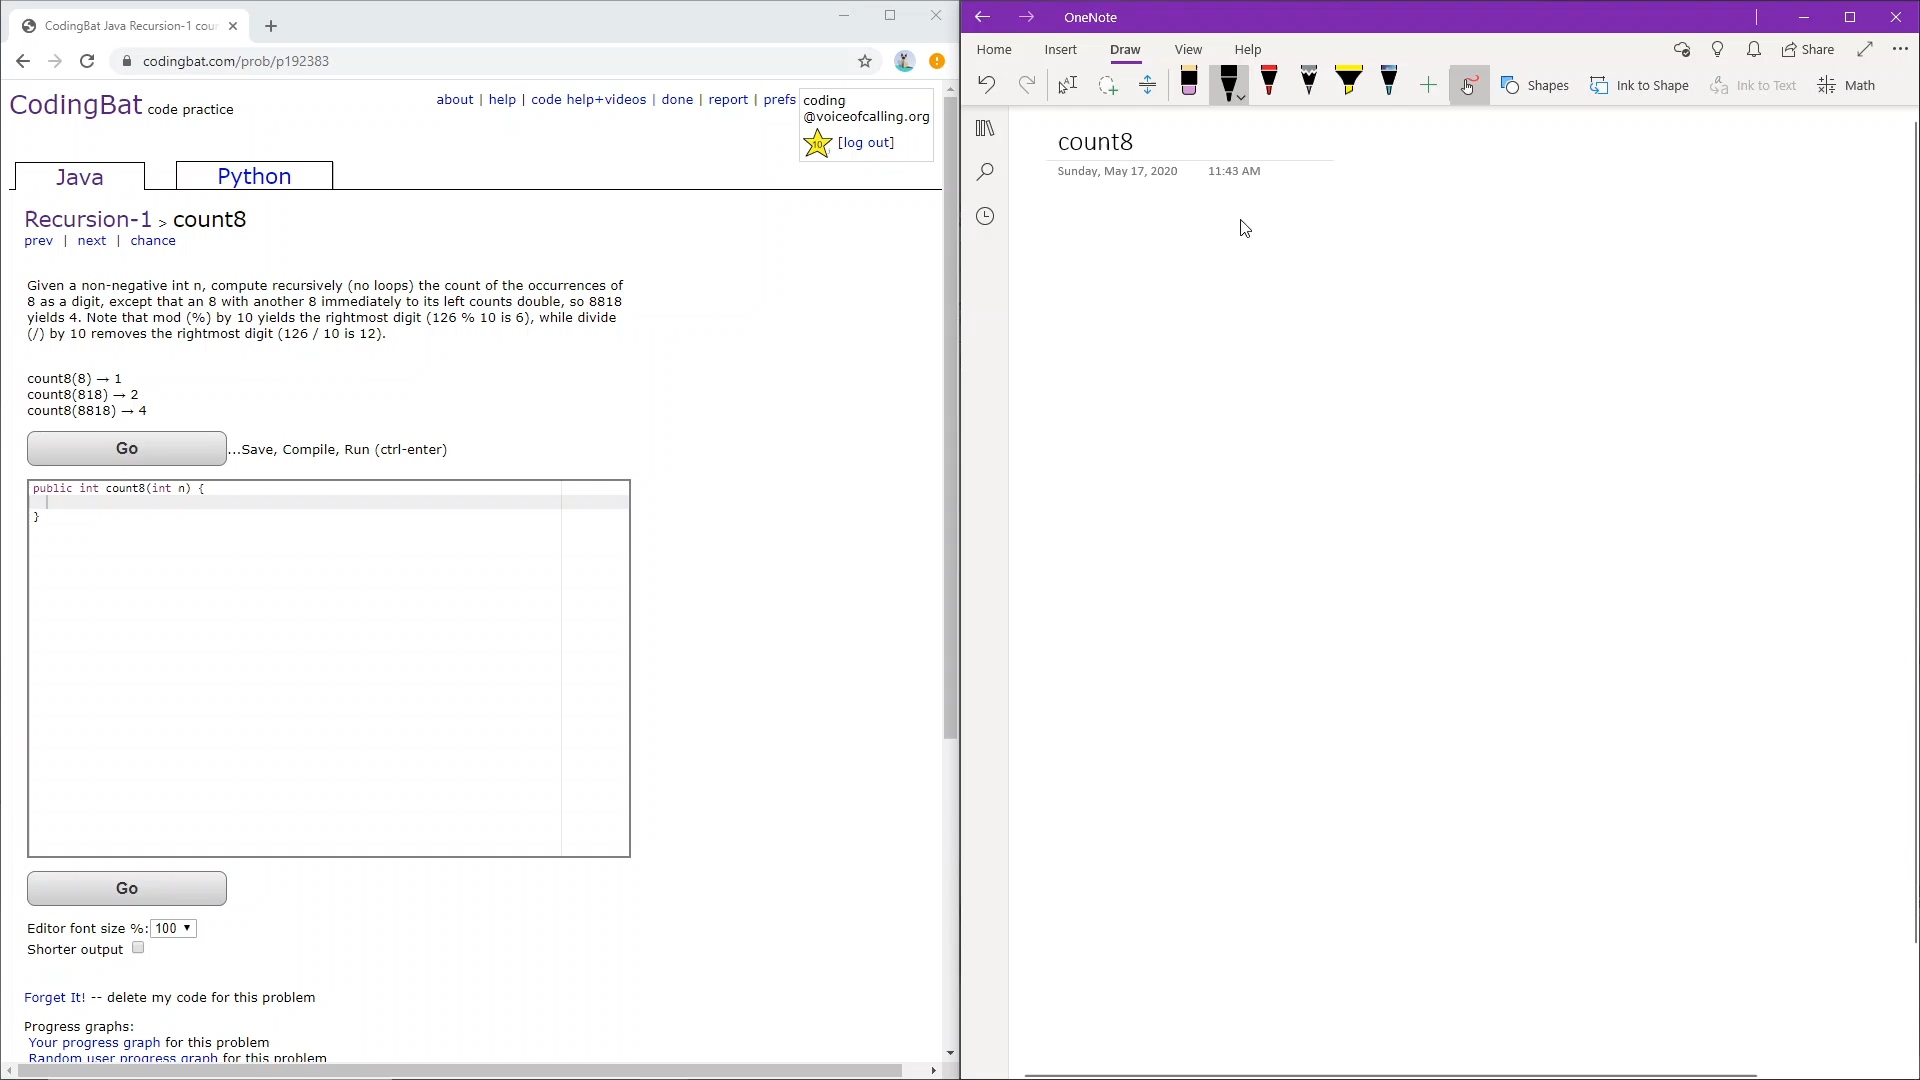 CodingBat Java Recursion-1 coun
codingbat.com/prob/p192383
CodingBat code practice
about | help | code help+videos | done | report | prefs
coding
@voiceofcalling.org
10
[log out]
Java
Python
Recursion-1 > count8
prev | next | chance
Given a non-negative int n, compute recursively (no loops) the count of the occurrences of
8 as a digit, except that an 8 with another 8 immediately to its left counts double, so 8818
yields 4. Note that mod (%) by 10 yields the rightmost digit (126 % 10 is 6), while divide
(/) by 10 removes the rightmost digit (126 / 10 is 12).
count8(8) → 1
count8(818) → 2
count8(8818) → 4
Go
...Save, Compile, Run (ctrl-enter)
public int count8(int n) {
}
Go
Editor font size %: 100
Shorter output
Forget It! -- delete my code for this problem
Progress graphs:
Your progress graph for this problem
Random user progress graph for this problem
OneNote
Home Insert Draw View Help
Share
Shapes
Ink to Shape
Ink to Text
Math
count8
Sunday, May 17, 2020 11:43 AM